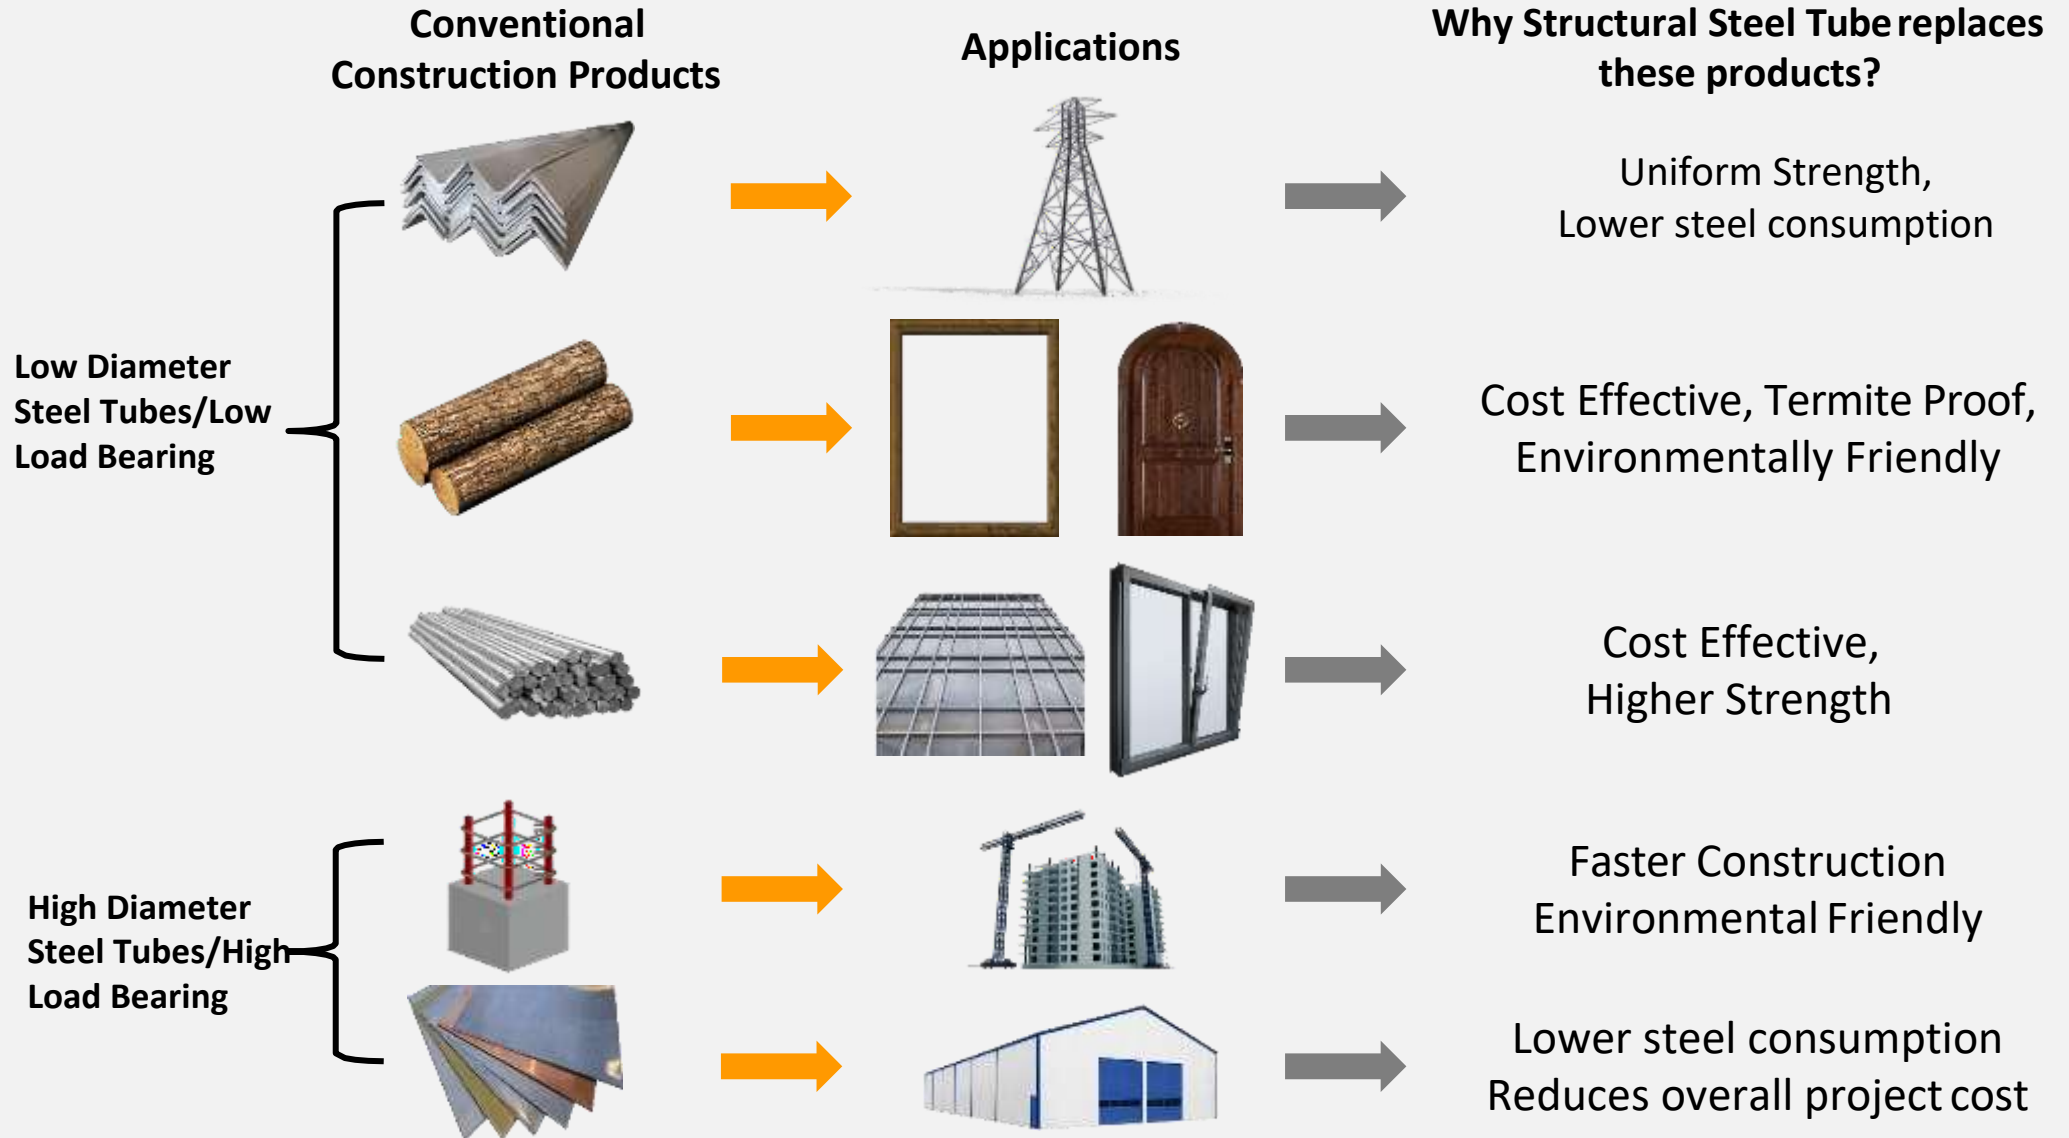 Conventional
Construction Products
Applications
Why Structural Steel Tube replaces
these products?
Uniform Strength,
Lower steel consumption
Low Diameter
Steel Tubes/Low
Load Bearing
Cost Effective, Termite Proof,
Environmentally Friendly
Cost Effective,
Higher Strength
High Diameter
Steel Tubes/High
Load Bearing
Faster Construction
Environmental Friendly
Lower steel consumption
Reduces overall project cost